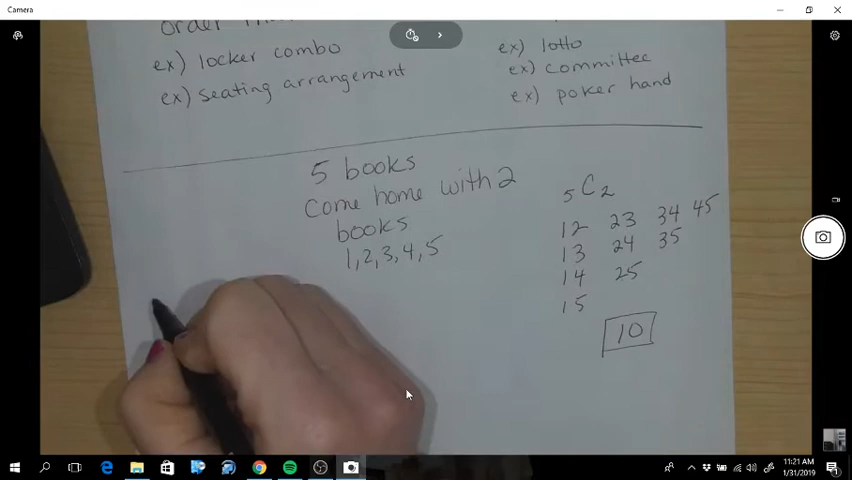 Camera
order
ex) locker combo
ex) seating arrangement
ex) lotto
ex) committee
ex) poker hand
5 books
Come home with 2
books
1,2,3,4,5
5C2
12 23 34 45
13 24 35
14 25
15
10
11:21 AM
1/31/2019